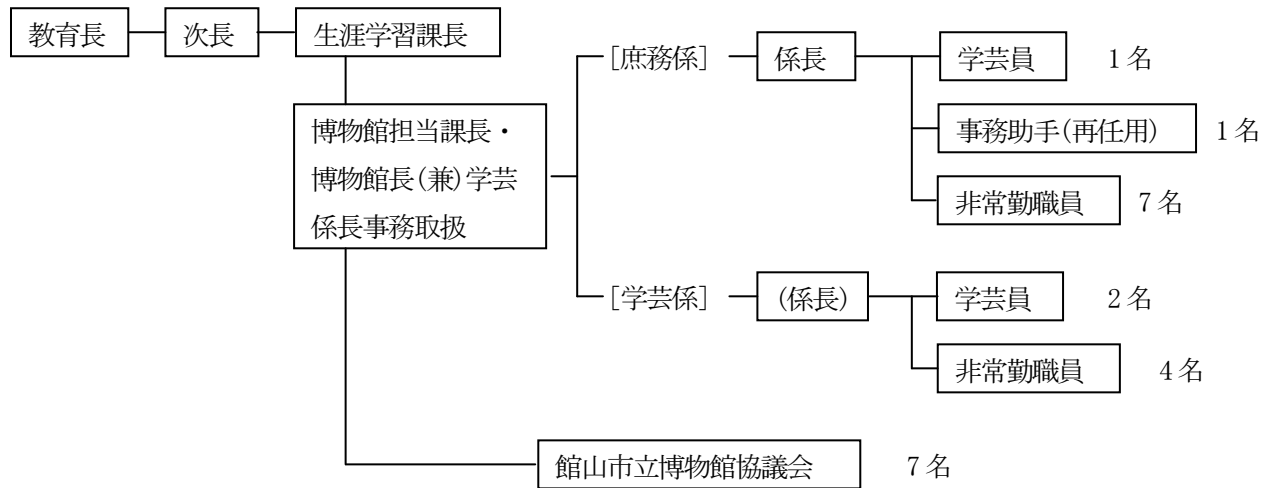 教育長
次長
生涯学習課長
博物館担当課長・
博物館長(兼)学芸
係長事務取扱
[庶務係]
係長
学芸員 1名
事務助手(再任用) 1名
非常勤職員 7名
[学芸係]
(係長)
学芸員 2名
非常勤職員 4名
館山市立博物館協議会 7名